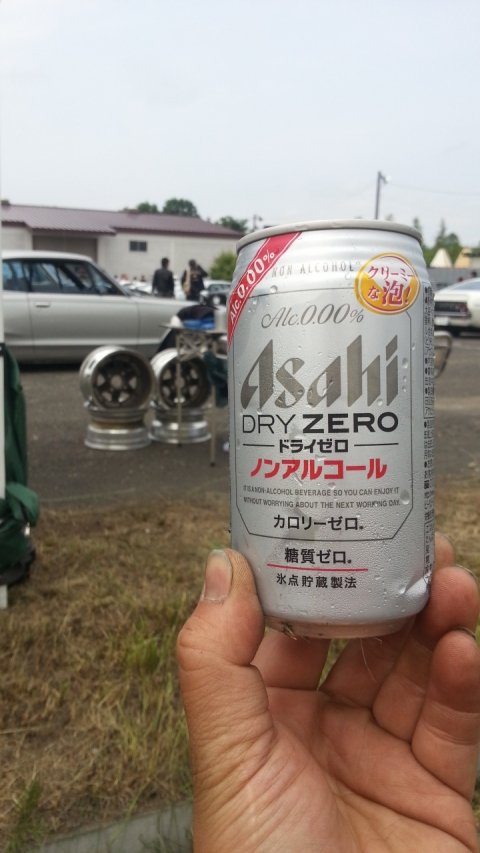 Alc.0.00%
NON ALCOHOL
クリーミー
な泡!
Alc.0.00%
Asahi
DRY ZERO
ドライゼロ
ノンアルコール
IT IS A NON-ALCOHOL BEVERAGE SO YOU CAN ENJOY IT
WITHOUT WORRYING ABOUT THE NEXT WORKING DAY.
カロリーゼロ※
糖質ゼロ※
氷点貯蔵製法